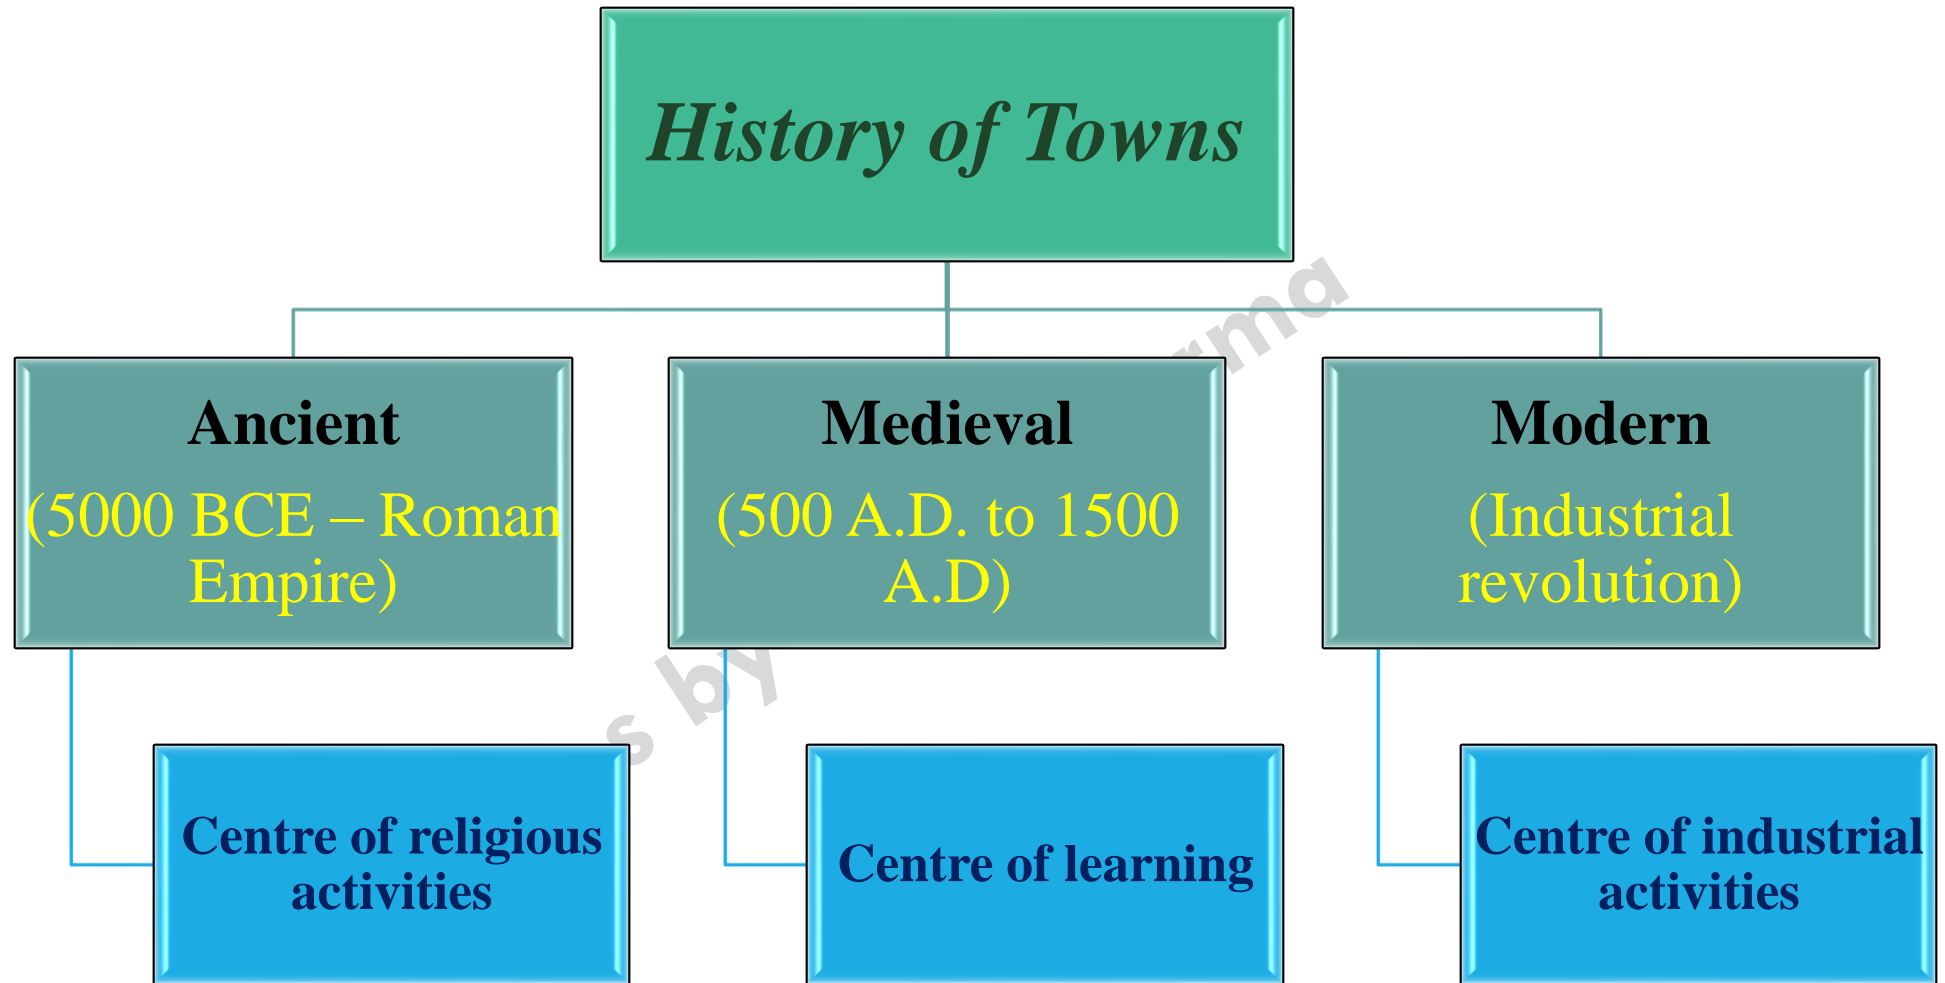 History of Towns
Ancient
(5000 BCE – Roman
Empire)
Medieval
(500 A.D. to 1500
A.D)
Modern
(Industrial
revolution)
Centre of religious
activities
Centre of learning
Centre of industrial
activities
by